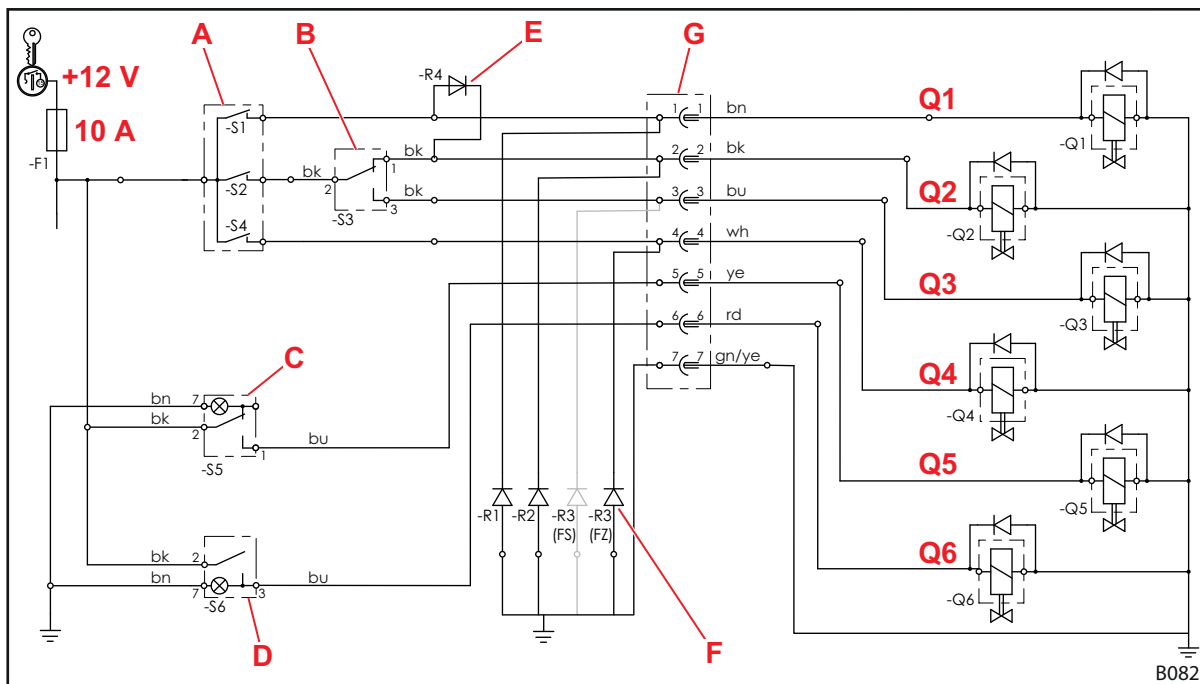 A
B
E
G
+12 V
10 A
-F1
-S1
-S2
-S4
-R4
bk
2
-S3
bk
1
bk
3
1 1
bn
2 2
bk
3 3
bu
4 4
wh
5 5
ye
6 6
rd
7 7
gn/ye
Q1
-Q1
Q2
-Q2
Q3
-Q3
Q4
-Q4
Q5
-Q5
Q6
-Q6
C
bn
7
bk
2
1
bu
-S5
bk
2
bn
7
3
bu
-S6
D
-R1
-R2
-R3
(FS)
-R3
(FZ)
F
B082